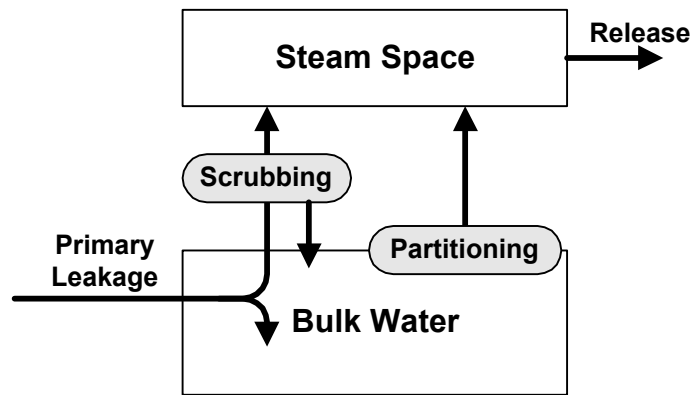 Steam Space
Release
Scrubbing
Partitioning
Primary
Leakage
Bulk Water